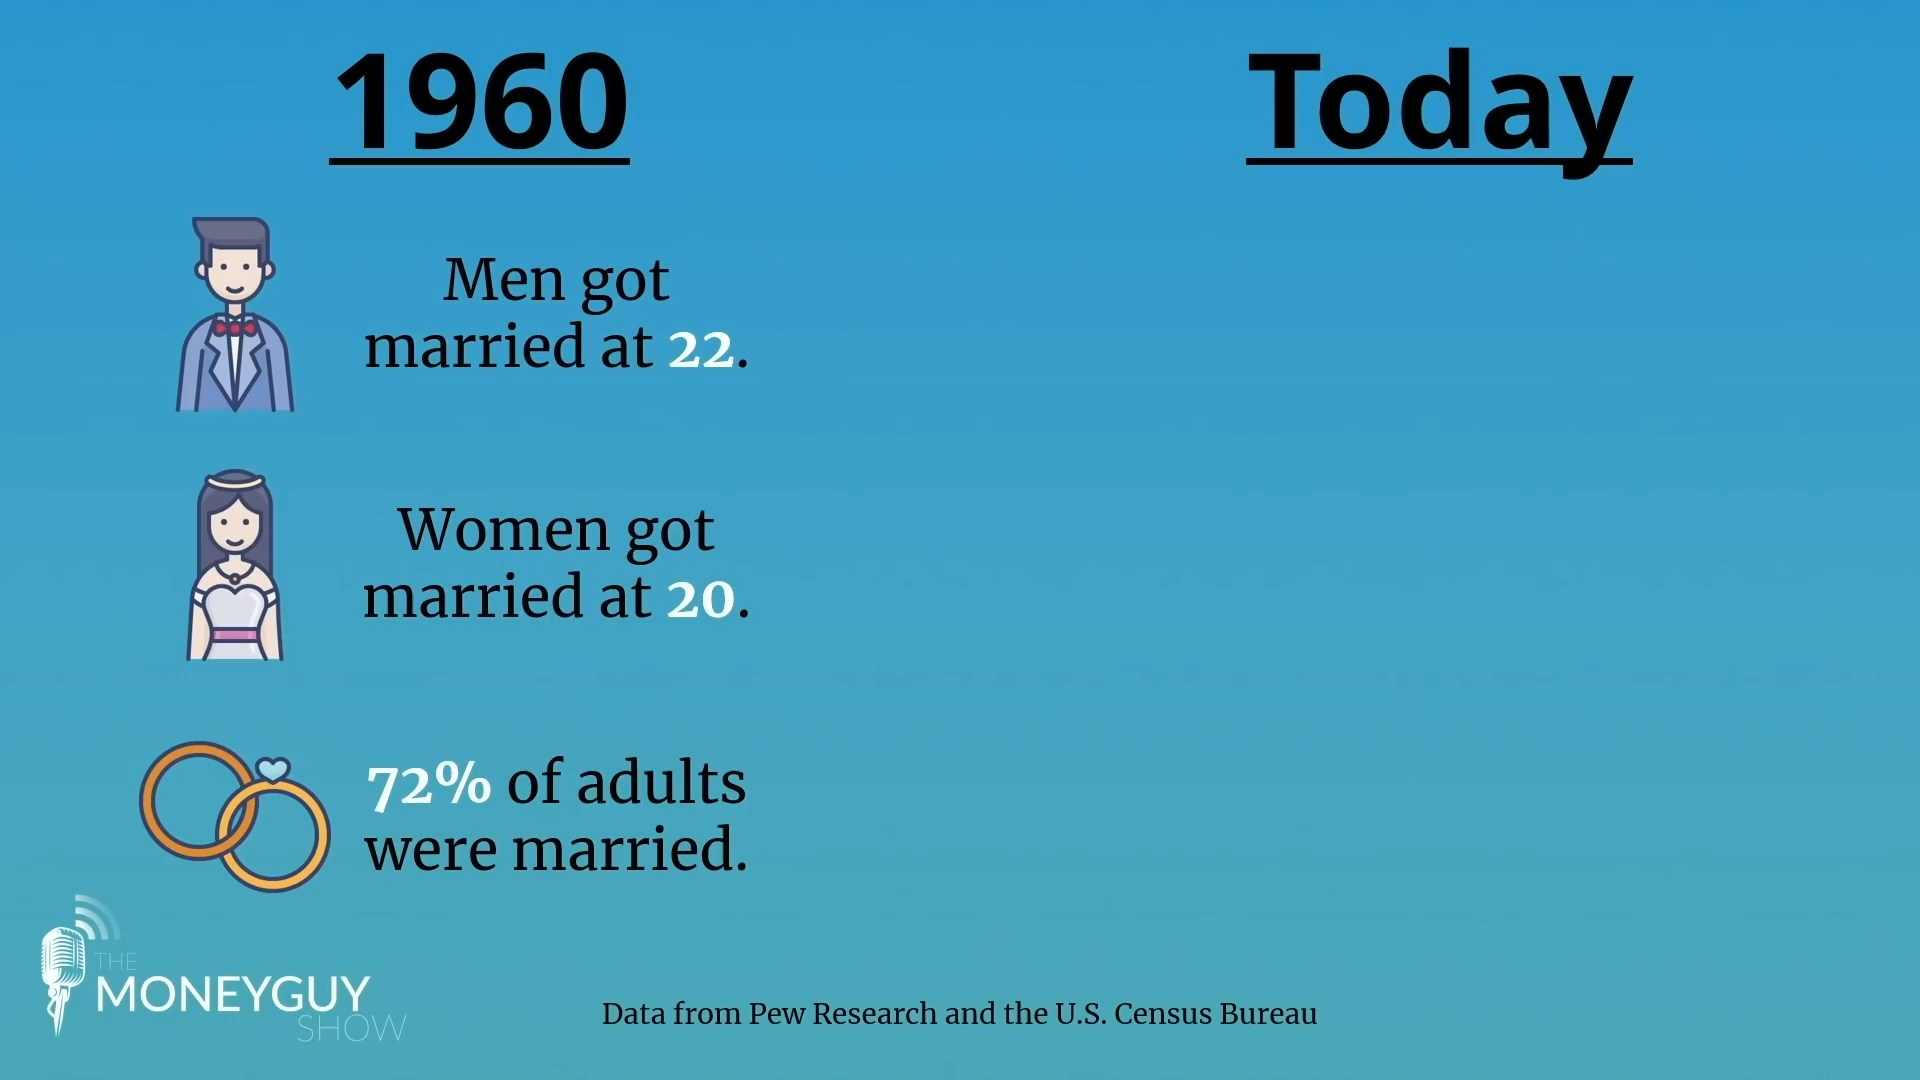 1960
Today
Men got
married at 22.
Women got
married at 20.
72% of adults
were married.
THE
MONEYGUY
SHOW
Data from Pew Research and the U.S. Census Bureau